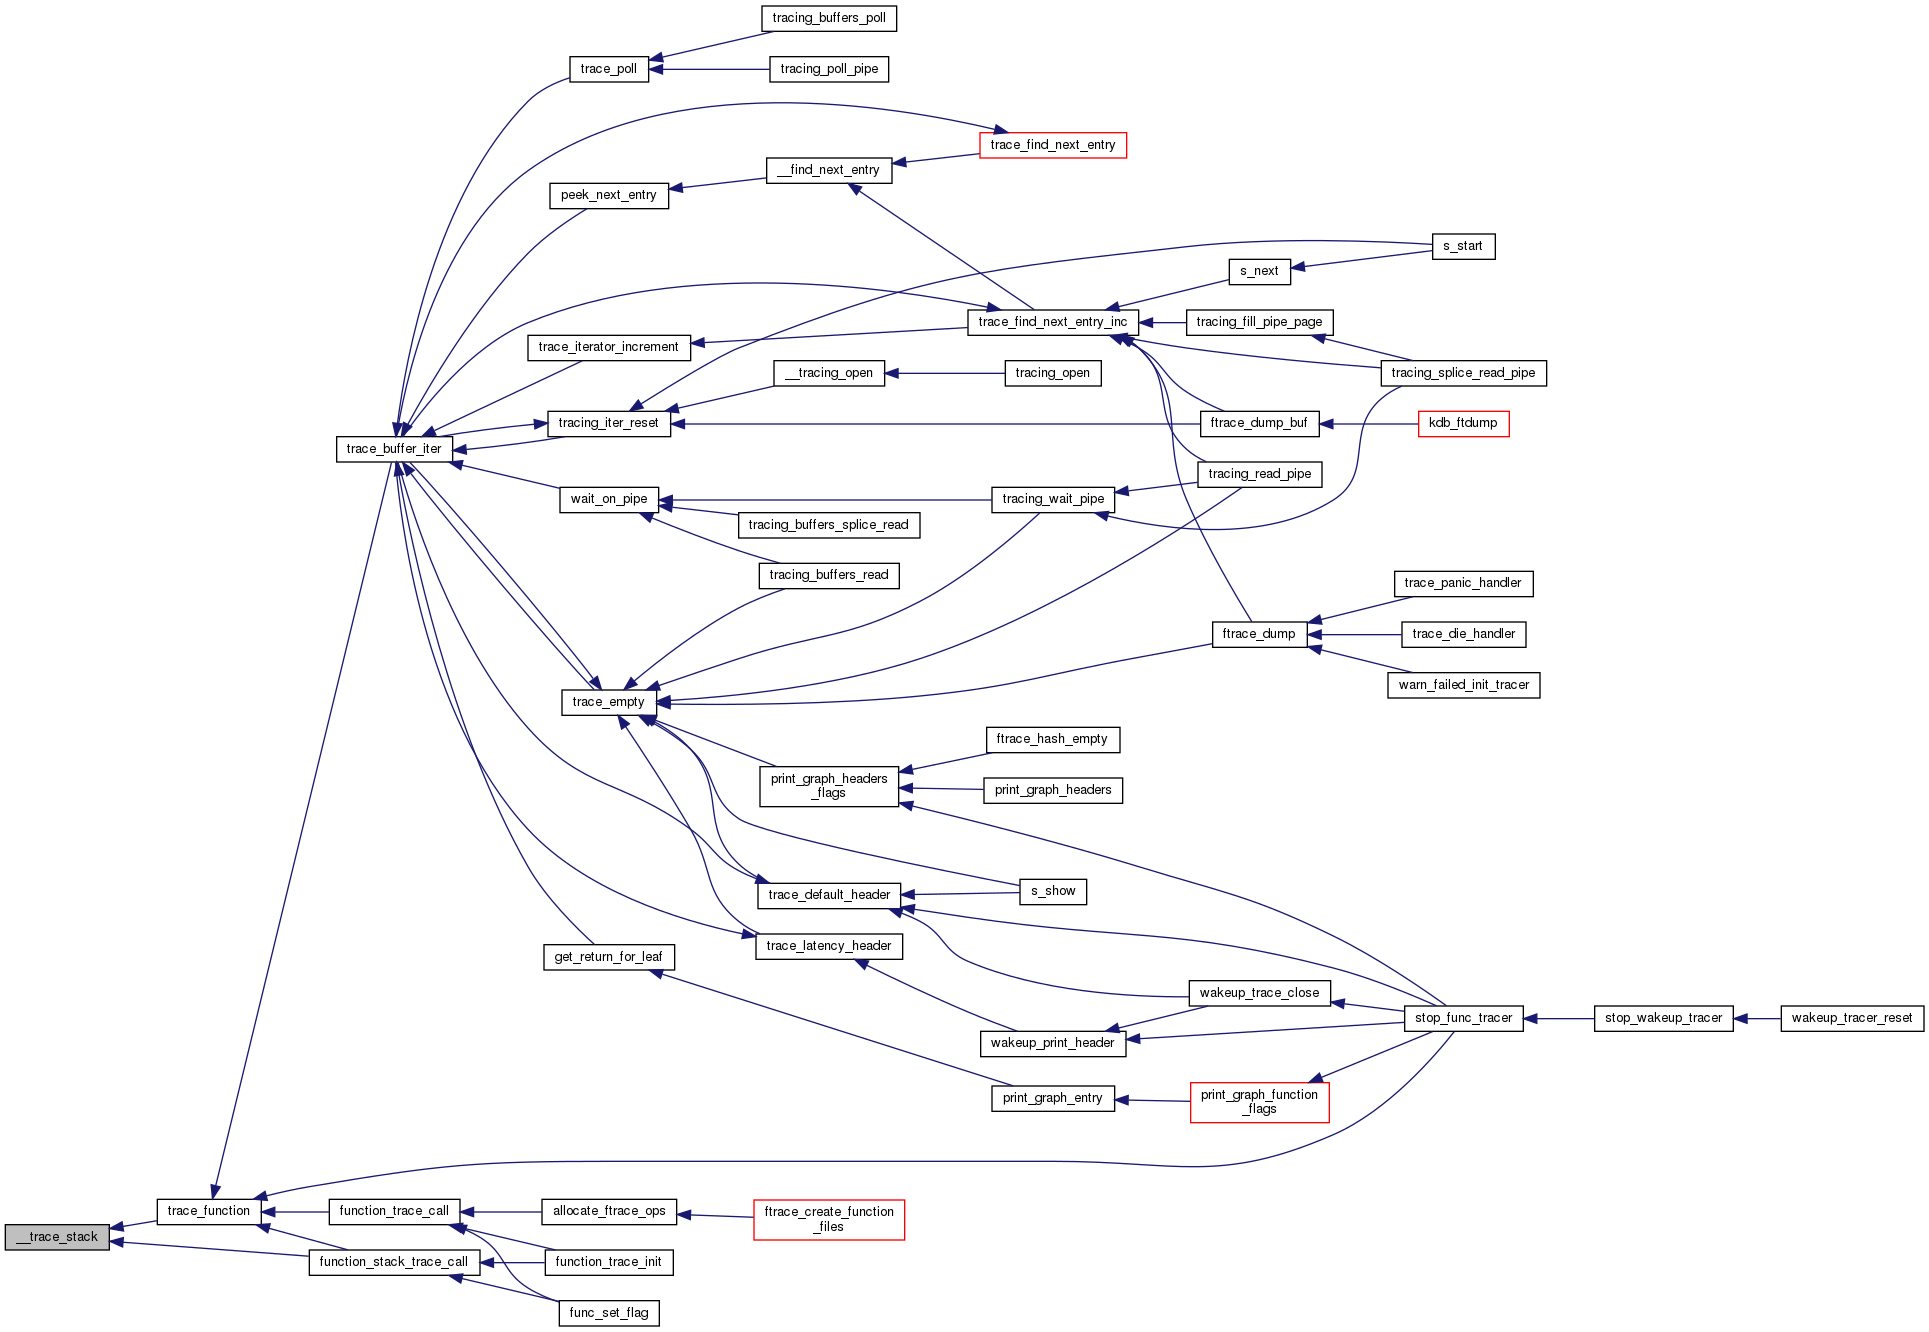 tracing_buffers_poll
trace_poll
tracing_poll_pipe
trace_find_next_entry
__find_next_entry
peek_next_entry
s_start
s_next
trace_find_next_entry_inc
tracing_fill_pipe_page
trace_iterator_increment
__tracing_open
tracing_open
tracing_splice_read_pipe
tracing_iter_reset
ftrace_dump_buf
kdb_ftdump
trace_buffer_iter
tracing_read_pipe
wait_on_pipe
tracing_wait_pipe
tracing_buffers_splice_read
tracing_buffers_read
trace_panic_handler
ftrace_dump
trace_die_handler
warn_failed_init_tracer
trace_empty
ftrace_hash_empty
print_graph_headers
_flags
print_graph_headers
trace_default_header
s_show
trace_latency_header
get_return_for_leaf
wakeup_trace_close
stop_func_tracer
stop_wakeup_tracer
wakeup_tracer_reset
wakeup_print_header
print_graph_entry
print_graph_function
_flags
trace_function
function_trace_call
allocate_ftrace_ops
ftrace_create_function
_files
__trace_stack
function_stack_trace_call
function_trace_init
func_set_flag